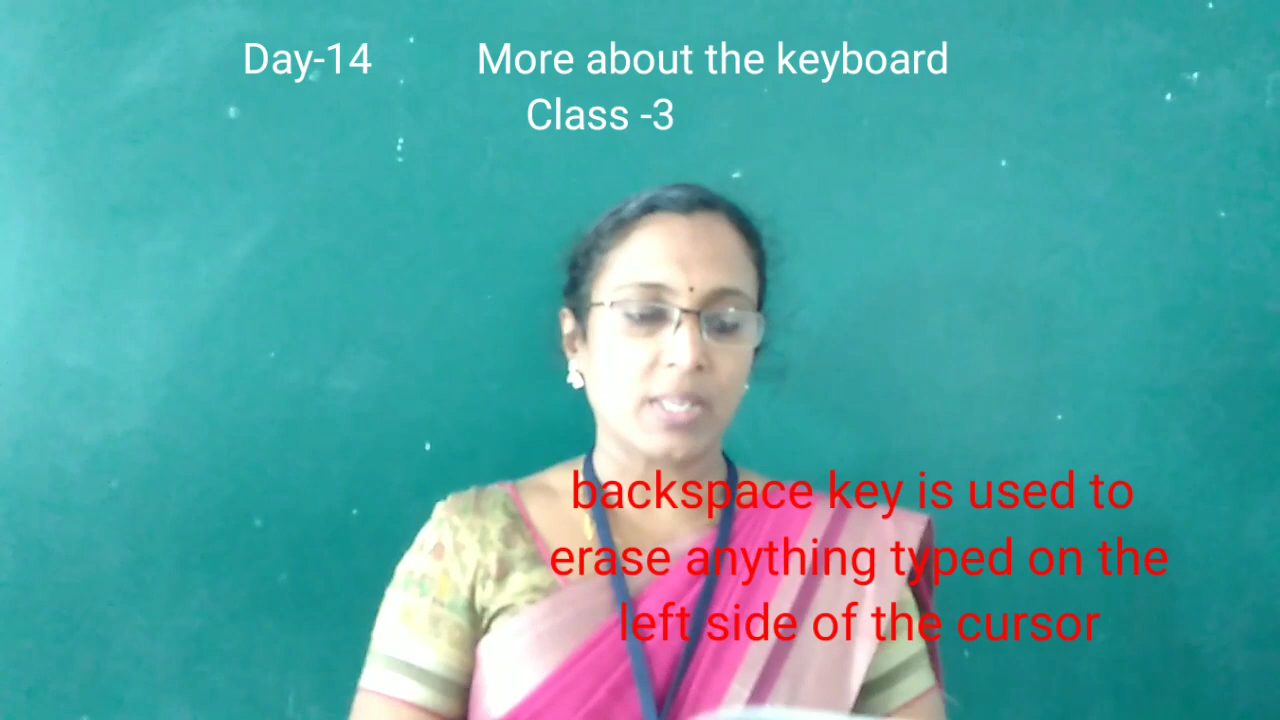 Day-14 More about the keyboard
Class -3
backspace key is used to
erase anything typed on the
left side of the cursor